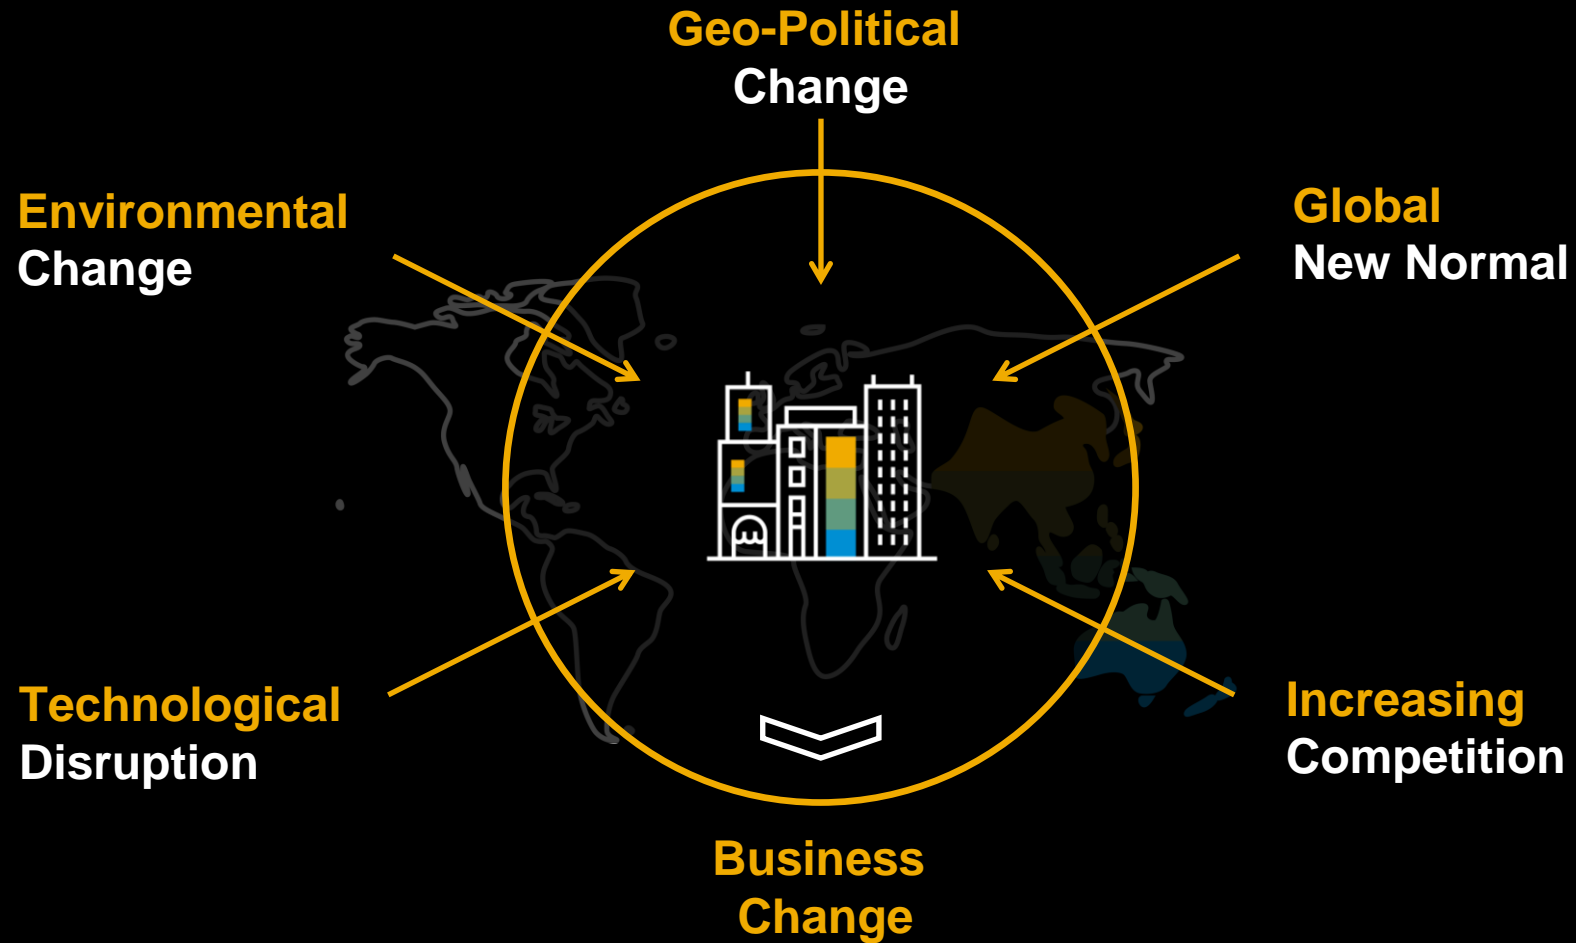 Geo-Political
Change
Environmental
Change
Global
New Normal
Technological
Disruption
Increasing
Competition
Business
Change